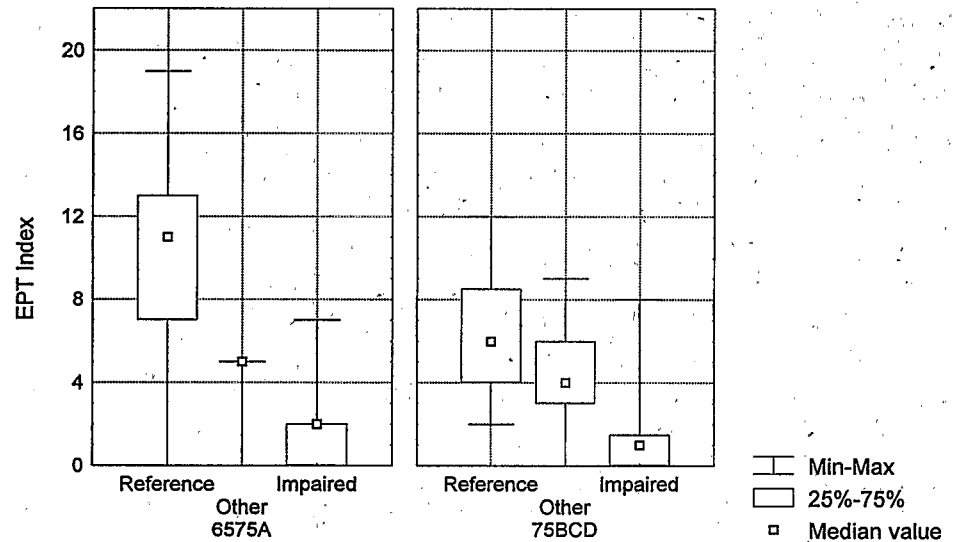 EPT Index
20
16
12
8
4
0
Reference Impaired
Other
6575A
Reference Impaired
Other
75BCD
Min-Max
25%-75%
Median value